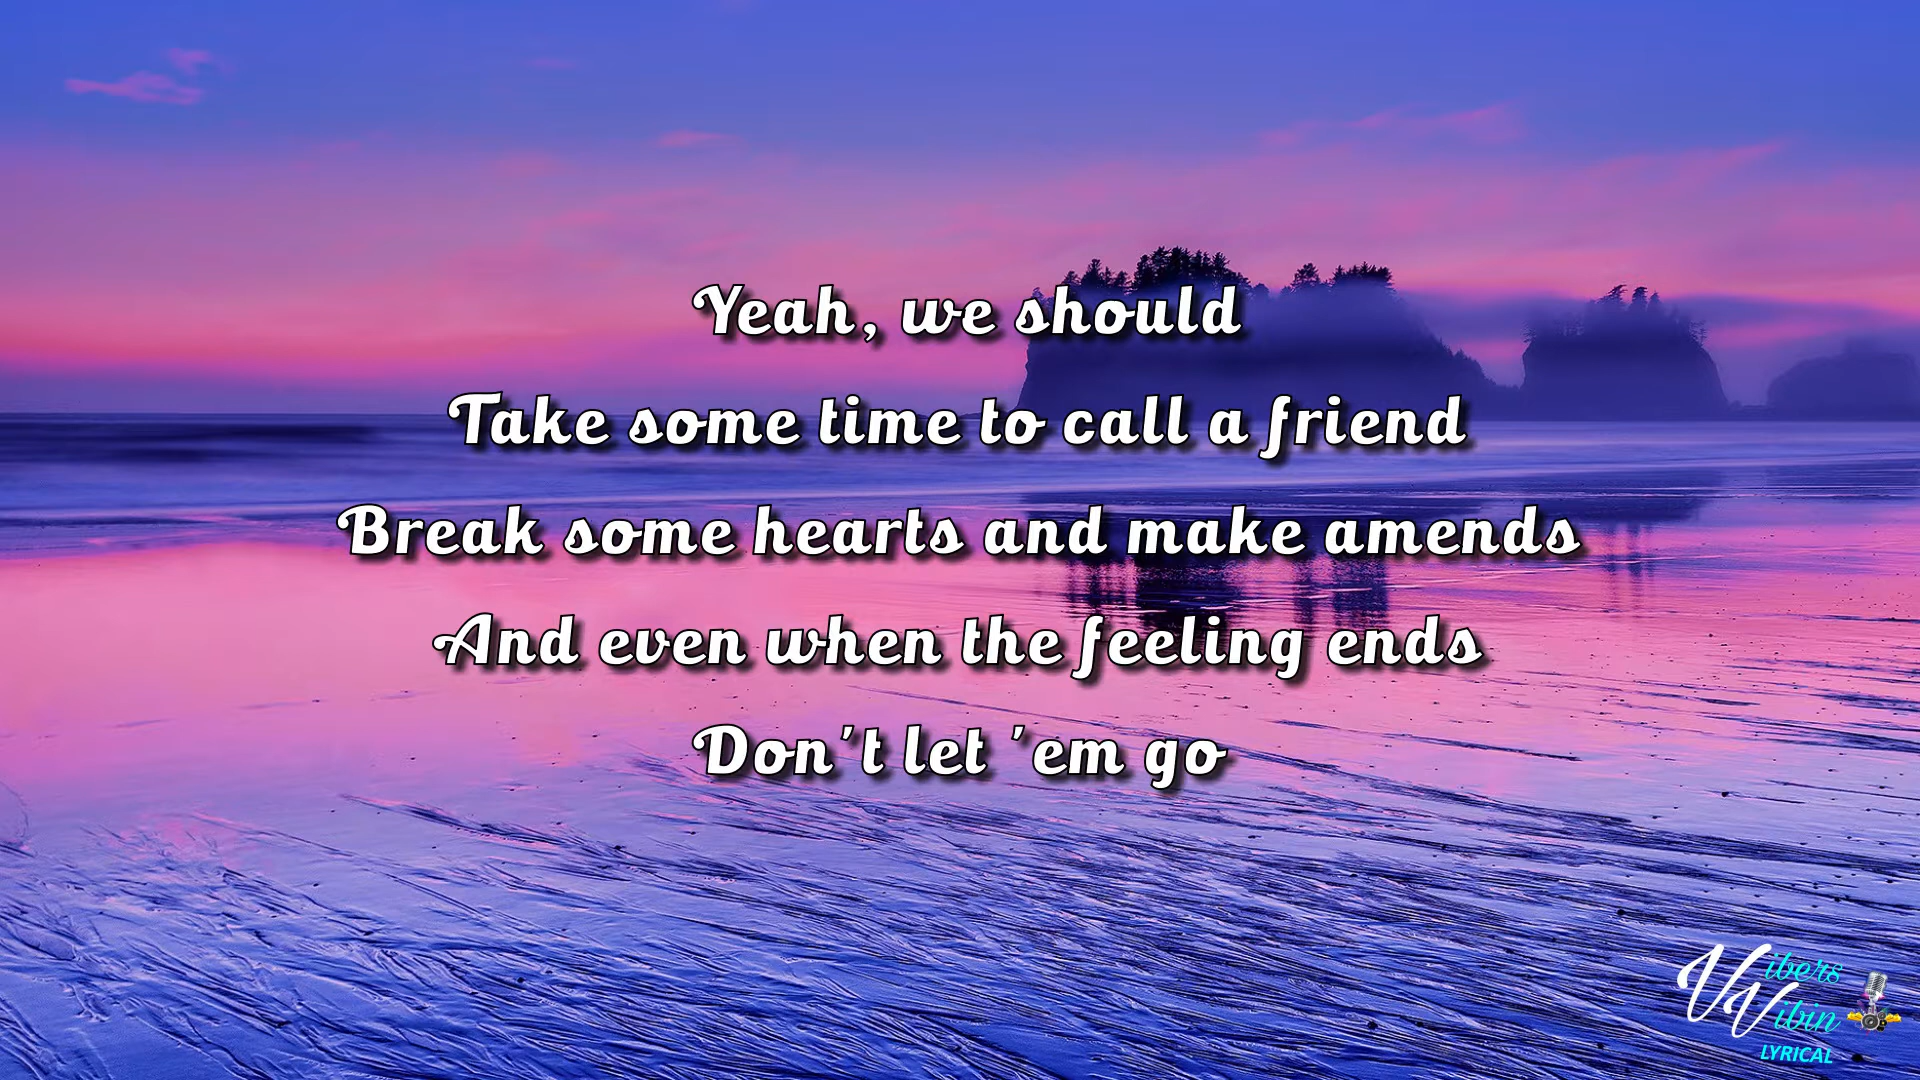 Yeah, we should
Take some time to call a friend
Break some hearts and make amends
And even when the feeling ends
Don't let 'em go
Vibers
Vibin
LYRICAL